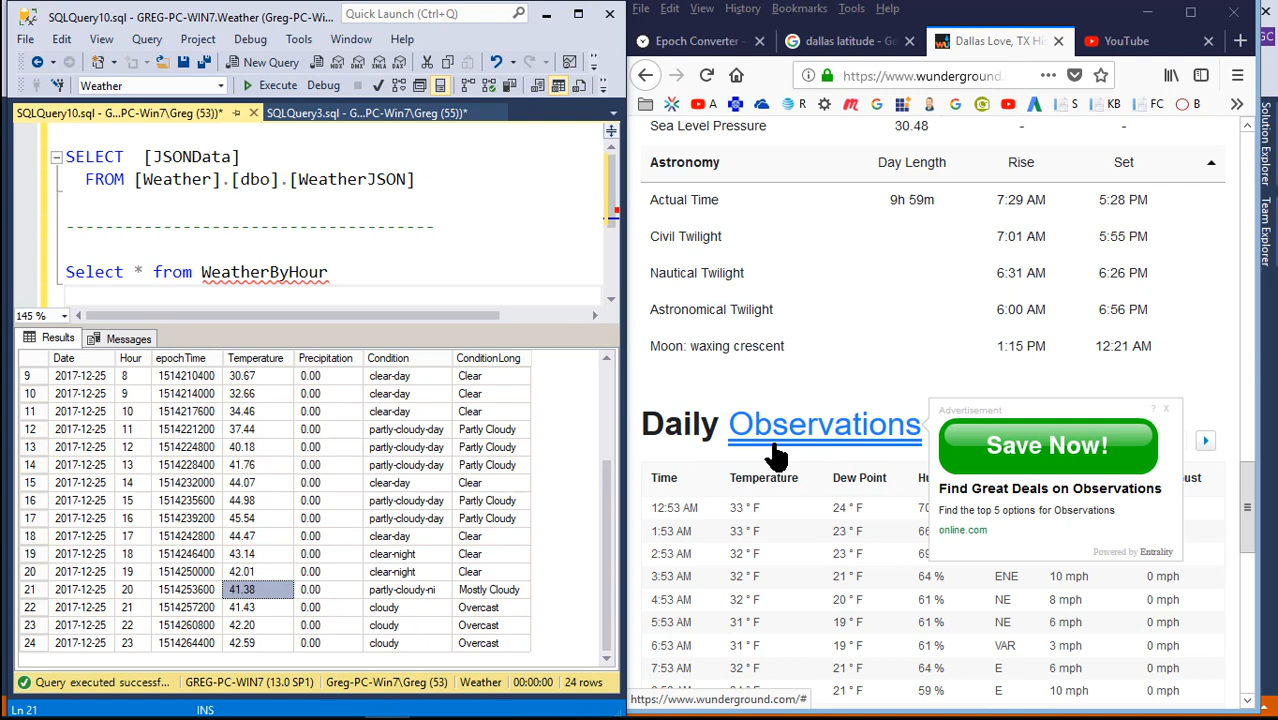 SQLQuery10.sql - GREG-PC-WIN7.Weather (Greg-PC-Wi...
Quick Launch (Ctrl+Q)
File Edit View Query Project Debug Tools Window Help
New Query
Weather Execute Debug
SQLQuery10.sql - G...PC-Win7\Greg (53))* SQLQuery3.sql - G...PC-Win7\Greg (55))*
SELECT [JSONData]
FROM [Weather].[dbo].[WeatherJSON]
--------------------------------------
Select * from WeatherByHour
145 %
Results Messages
Date Hour epochTime Temperature Precipitation Condition ConditionLong
9 2017-12-25 8 1514210400 30.67 0.00 clear-day Clear
10 2017-12-25 9 1514214000 32.66 0.00 clear-day Clear
11 2017-12-25 10 1514217600 34.46 0.00 clear-day Clear
12 2017-12-25 11 1514221200 37.44 0.00 partly-cloudy-day Partly Cloudy
13 2017-12-25 12 1514224800 40.18 0.00 partly-cloudy-day Partly Cloudy
14 2017-12-25 13 1514228400 41.76 0.00 partly-cloudy-day Partly Cloudy
15 2017-12-25 14 1514232000 44.07 0.00 clear-day Clear
16 2017-12-25 15 1514235600 44.98 0.00 partly-cloudy-day Partly Cloudy
17 2017-12-25 16 1514239200 45.54 0.00 partly-cloudy-day Partly Cloudy
18 2017-12-25 17 1514242800 44.47 0.00 clear-day Clear
19 2017-12-25 18 1514246400 43.14 0.00 clear-night Clear
20 2017-12-25 19 1514250000 42.01 0.00 clear-night Clear
21 2017-12-25 20 1514253600 41.38 0.00 partly-cloudy-ni Mostly Cloudy
22 2017-12-25 21 1514257200 41.43 0.00 cloudy Overcast
23 2017-12-25 22 1514260800 42.20 0.00 cloudy Overcast
24 2017-12-25 23 1514264400 42.59 0.00 cloudy Overcast
Query executed successf... GREG-PC-WIN7 (13.0 SP1) Greg-PC-Win7\Greg (53) Weather 00:00:00 24 rows
Ln 21 INS
File Edit View History Bookmarks Tools Help
Epoch Converter - dallas latitude - Go Dallas Love, TX His YouTube
https://www.wunderground.
A R S KB FC B
Sea Level Pressure 30.48 - -
Astronomy Day Length Rise Set
Actual Time 9h 59m 7:29 AM 5:28 PM
Civil Twilight 7:01 AM 5:55 PM
Nautical Twilight 6:31 AM 6:26 PM
Astronomical Twilight 6:00 AM 6:56 PM
Moon: waxing crescent 1:15 PM 12:21 AM
Daily Observations
Advertisement ? X
Save Now!
Find Great Deals on Observations
Find the top 5 options for Observations
online.com
Powered by Entrality
Time Temperature Dew Point Hu ust
12:53 AM 33 ° F 24 ° F 70
1:53 AM 33 ° F 23 ° F 66
2:53 AM 32 ° F 23 ° F 69
3:53 AM 32 ° F 21 ° F 64 % ENE 10 mph 0 mph
4:53 AM 32 ° F 20 ° F 61 % NE 8 mph 0 mph
5:53 AM 31 ° F 19 ° F 61 % NE 6 mph 0 mph
6:53 AM 31 ° F 19 ° F 61 % VAR 3 mph 0 mph
7:53 AM 32 ° F 21 ° F 64 % E 6 mph 0 mph
21 ° F 59 % E 10 mph 0 mph
https://www.wunderground.com/#
GC
Solution Explorer
Team Explorer